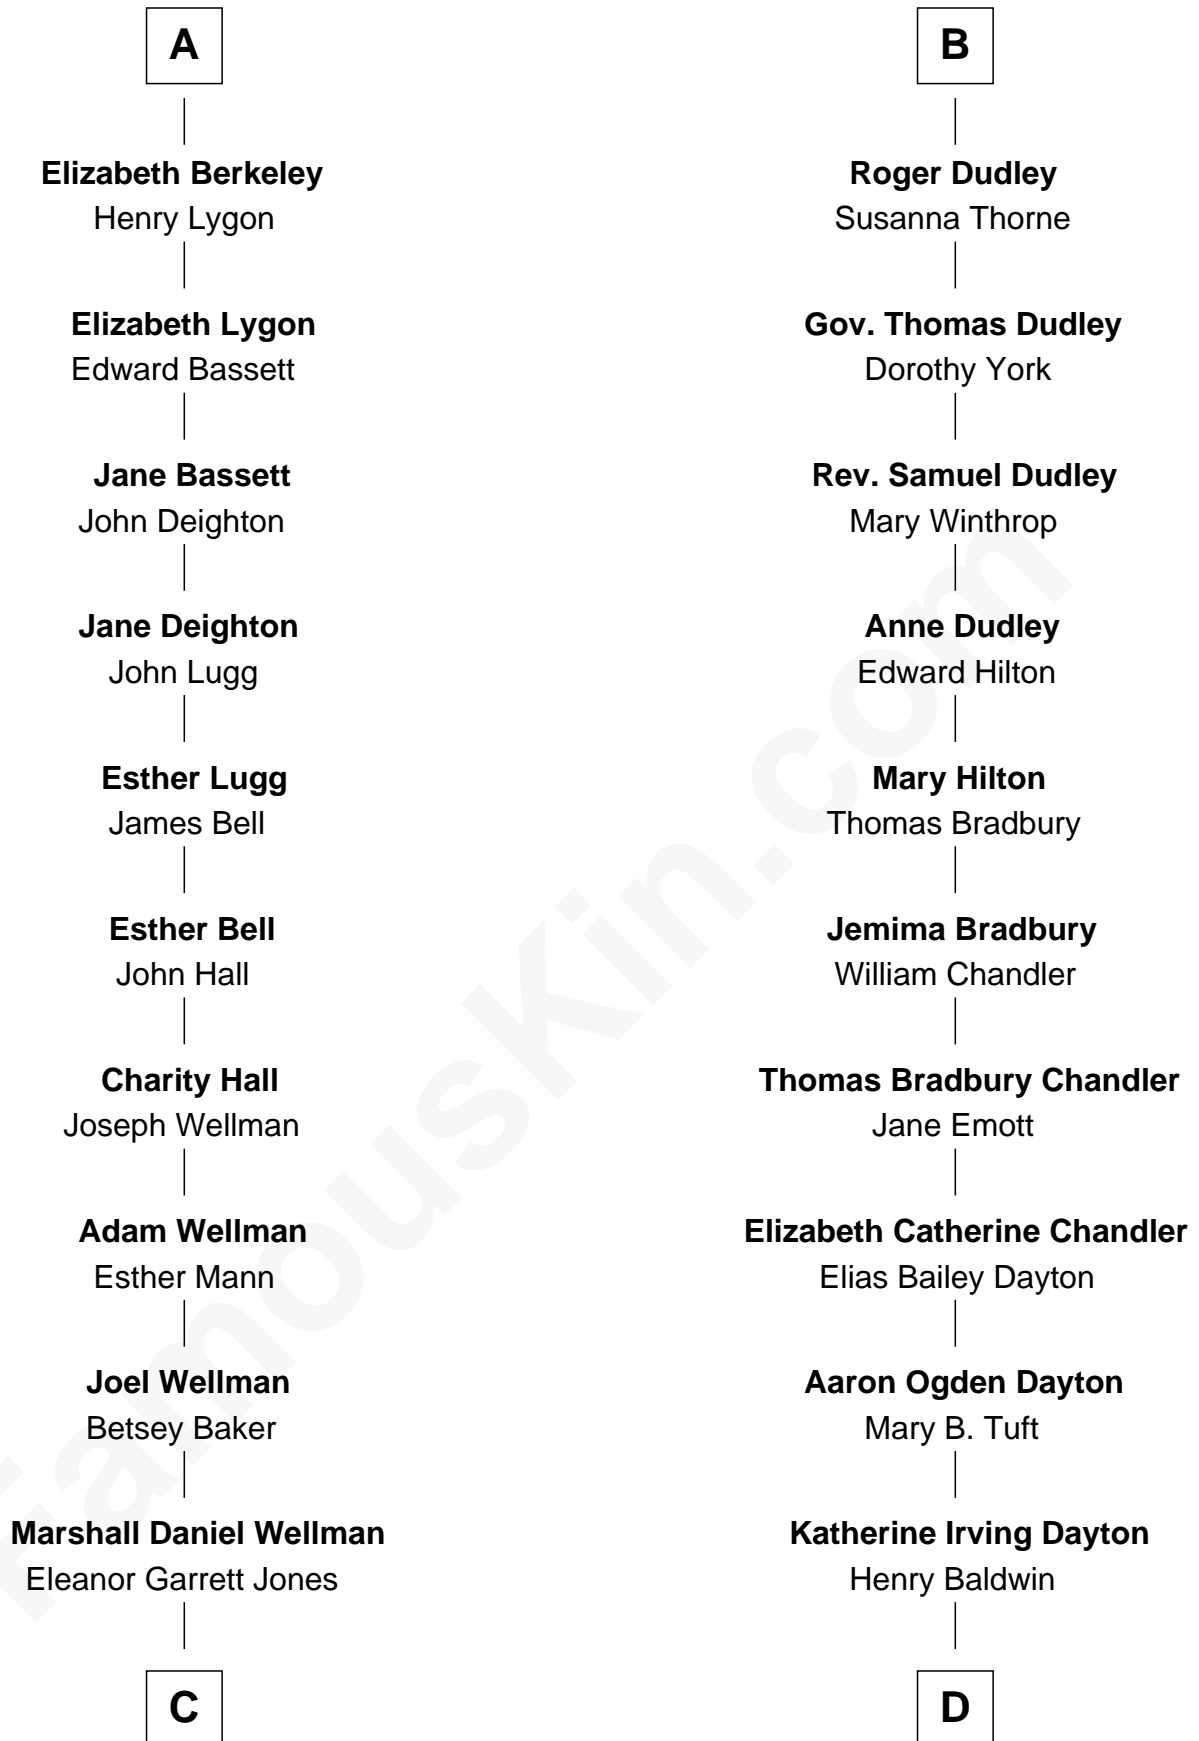 A
Elizabeth Berkeley
Henry Lygon
Elizabeth Lygon
Edward Bassett
Jane Bassett
John Deighton
Jane Deighton
John Lugg
Esther Lugg
James Bell
Esther Bell
John Hall
Charity Hall
Joseph Wellman
Adam Wellman
Esther Mann
Joel Wellman
Betsey Baker
Marshall Daniel Wellman
Eleanor Garrett Jones
C
B
Roger Dudley
Susanna Thorne
Gov. Thomas Dudley
Dorothy York
Rev. Samuel Dudley
Mary Winthrop
Anne Dudley
Edward Hilton
Mary Hilton
Thomas Bradbury
Jemima Bradbury
William Chandler
Thomas Bradbury Chandler
Jane Emott
Elizabeth Catherine Chandler
Elias Bailey Dayton
Aaron Ogden Dayton
Mary B. Tuft
Katherine Irving Dayton
Henry Baldwin
D
FamousKin.com